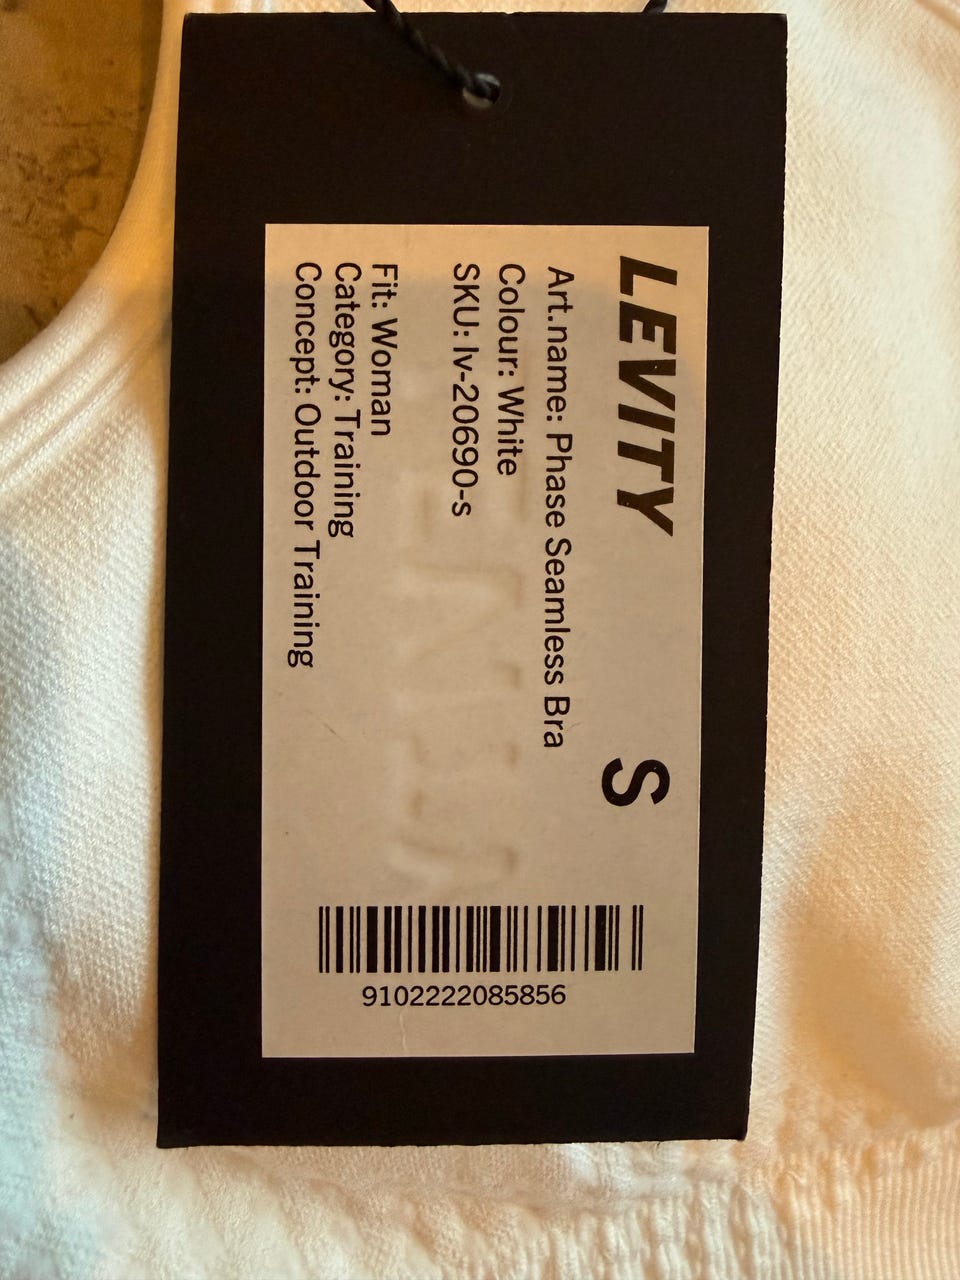 LEVITY S
Art.name: Phase Seamless Bra
Colour: White
SKU: lv-20690-s
Fit: Woman
Category: Training
Concept: Outdoor Training
9102222085856